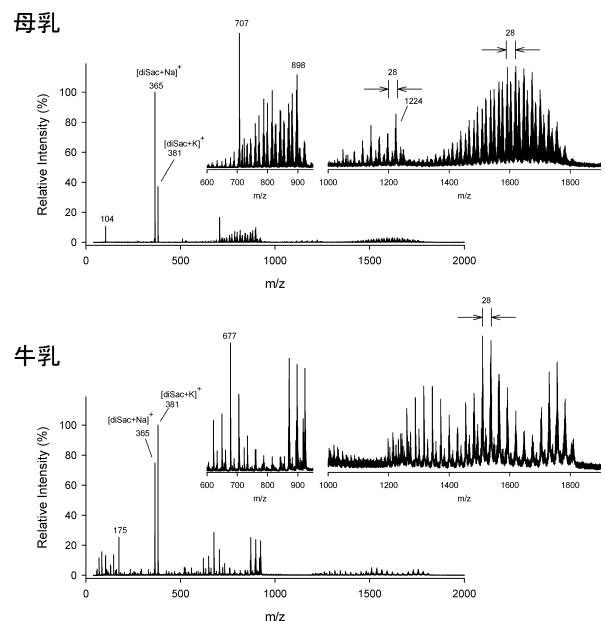 母乳
707
28
898
28
[diSac+Na]+
365
1224
[diSac+K]+
381
100
80
60
40
20
0
Relative Intensity (%)
104
600 700 800 900
m/z
1000 1200 1400 1600 1800
m/z
0 500 1000 1500 2000
m/z
牛乳
28
677
[diSac+K]+
381
[diSac+Na]+
365
100
80
60
40
20
0
Relative Intensity (%)
175
600 700 800 900
m/z
1000 1200 1400 1600 1800
m/z
0 500 1000 1500 2000
m/z